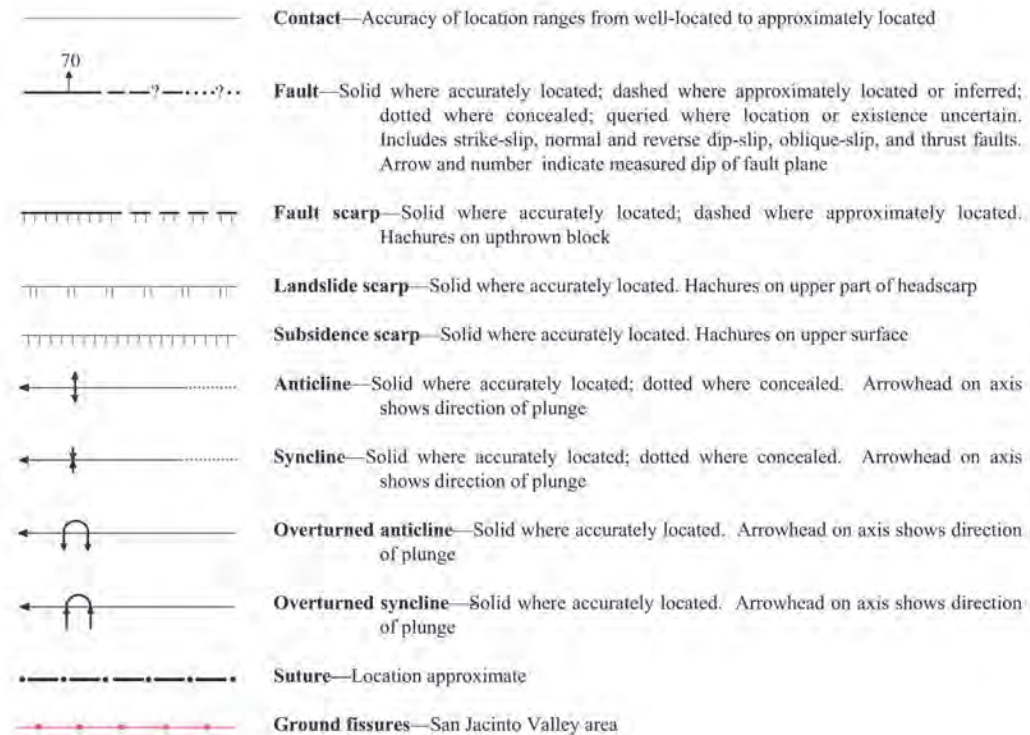 Contact—Accuracy of location ranges from well-located to approximately located
70
? ?
Fault—Solid where accurately located; dashed where approximately located or inferred;
dotted where concealed; queried where location or existence uncertain.
Includes strike-slip, normal and reverse dip-slip, oblique-slip, and thrust faults.
Arrow and number indicate measured dip of fault plane
Fault scarp—Solid where accurately located; dashed where approximately located.
Hachures on upthrown block
Landslide scarp—Solid where accurately located. Hachures on upper part of headscarp
Subsidence scarp—Solid where accurately located. Hachures on upper surface
Anticline—Solid where accurately located; dotted where concealed. Arrowhead on axis
shows direction of plunge
Syncline—Solid where accurately located; dotted where concealed. Arrowhead on axis
shows direction of plunge
Overturned anticline—Solid where accurately located. Arrowhead on axis shows direction
of plunge
Overturned syncline—Solid where accurately located. Arrowhead on axis shows direction
of plunge
Suture—Location approximate
Ground fissures—San Jacinto Valley area